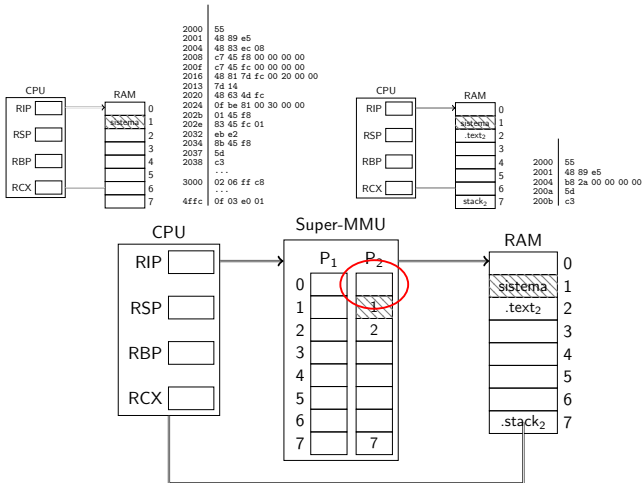 2000 55
2001 48 89 e5
2004 48 83 ec 08
2008 c7 45 f8 00 00 00 00
200f c7 45 fc 00 00 00 00
2016 48 81 7d fc 00 20 00 00
2013 7d 14
2020 48 63 4d fc
2024 0f be 81 00 30 00 00
202b 01 45 f8
202e 83 45 fc 01
2032 eb e2
2034 8b 45 f8
2037 5d
2038 c3
...
3000 02 06 ff c8
...
4ffc 0f 03 e0 01
CPU
RIP
RSP
RBP
RCX
RAM
0
sistema 1
2
3
4
5
6
7
CPU
RIP
RSP
RBP
RCX
RAM
0
sistema 1
.text2 2
3
4
5
6
stack2 7
2000 55
2001 48 89 e5
2004 b8 2a 00 00 00 00
200a 5d
200b c3
CPU
RIP
RSP
RBP
RCX
Super-MMU
P1 P2
0
1 1
2 2
3
4
5
6
7 7
RAM
0
sistema 1
.text2 2
3
4
5
6
.stack2 7